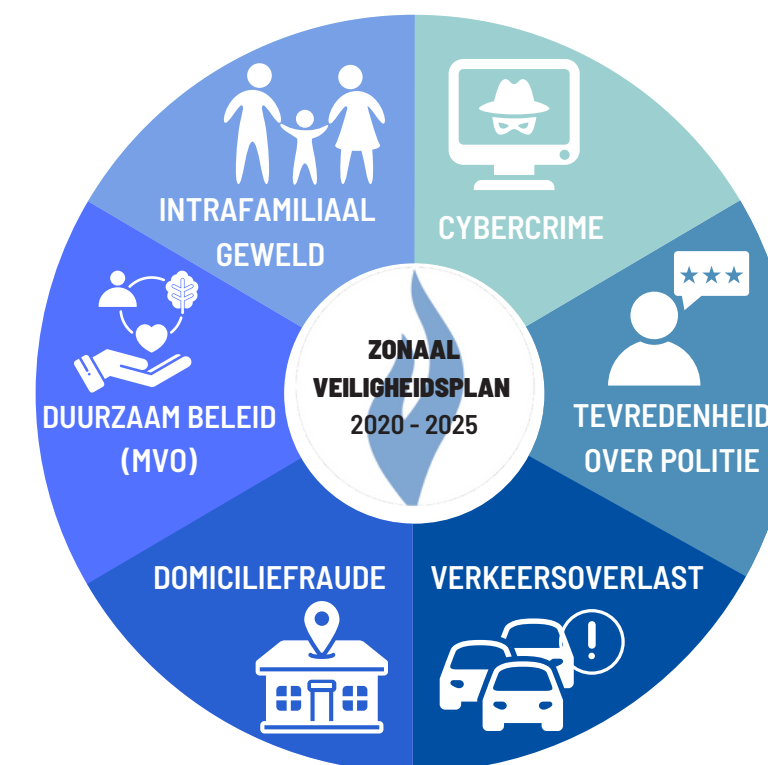 INTRAFAMILIAAL
GEWELD
CYBERCRIME
DUURZAAM BELEID
(MVO)
ZONAAL
VEILIGHEIDSPLAN
2020 - 2025
TEVREDENHEID
OVER POLITIE
DOMICILIEFRAUDE
VERKEERSOVERLAST